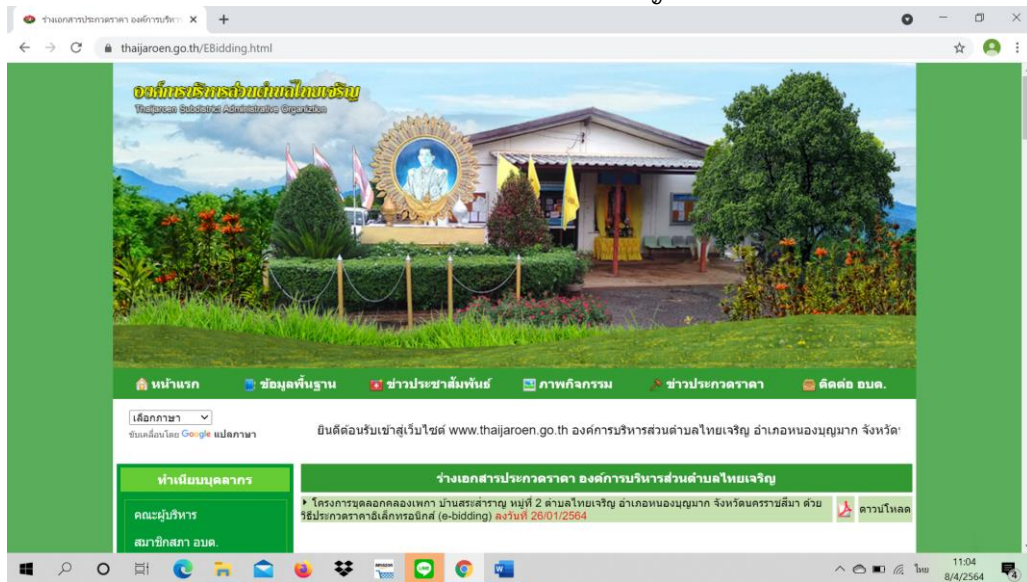 ร่างเอกสารประกวดราคา องค์การบริหา
thaijaroen.go.th/EBidding.html
องค์การบริหารส่วนตำบลไทยเจริญ
Thaijaroen Subdistrict Administrative Organiztion
หน้าแรก ข้อมูลพื้นฐาน ข่าวประชาสัมพันธ์ ภาพกิจกรรม ข่าวประกวดราคา ติดต่อ อบต.
เลือกภาษา
ขับเคลื่อนโดย Google แปลภาษา
ยินดีต้อนรับเข้าสู่เว็บไซต์ www.thaijaroen.go.th องค์การบริหารส่วนตำบลไทยเจริญ อำเภอหนองบุญมาก จังหวัด
ทำเนียบบุคลากร
คณะผู้บริหาร
สมาชิกสภา อบต.
ร่างเอกสารประกวดราคา องค์การบริหารส่วนตำบลไทยเจริญ
โครงการขุดลอกคลองเพกา บ้านสระสำราญ หมู่ที่ 2 ตำบลไทยเจริญ อำเภอหนองบุญมาก จังหวัดนครราชสีมา ด้วย
วิธีประกวดราคาอิเล็กทรอนิกส์ (e-bidding) ลงวันที่ 26/01/2564
ดาวน์โหลด
ไทย
11:04
8/4/2564